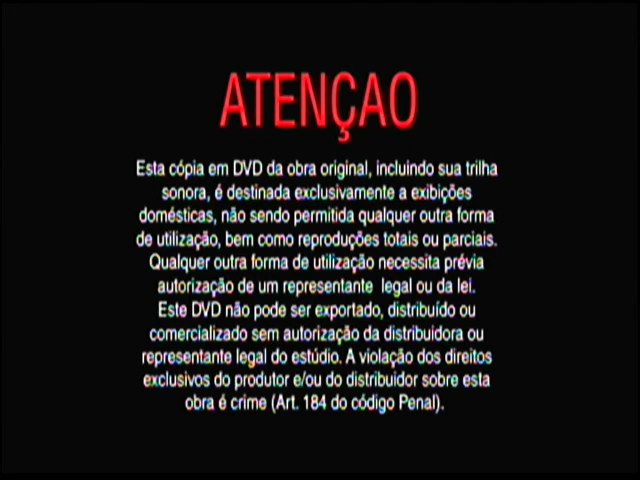 ATENÇAO
Esta cópia em DVD da obra original, incluindo sua trilha
sonora, é destinada exclusivamente a exibições
domésticas, não sendo permitida qualquer outra forma
de utilização, bem como reproduções totais ou parciais.
Qualquer outra forma de utilização necessita prévia
autorização de um representante legal ou da lei.
Este DVD não pode ser exportado, distribuído ou
comercializado sem autorização da distribuidora ou
representante legal do estúdio. A violação dos direitos
exclusivos do produtor e/ou do distribuidor sobre esta
obra é crime (Art. 184 do código Penal).